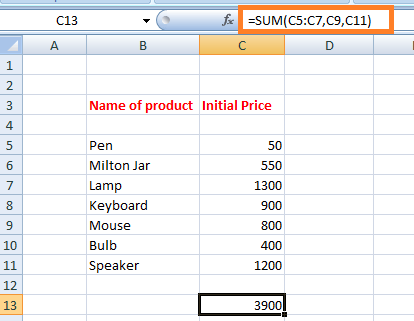 C13 fx =SUM(C5:C7,C9,C11)
A B C D
1
2
3 Name of product Initial Price
4
5 Pen 50
6 Milton Jar 550
7 Lamp 1300
8 Keyboard 900
9 Mouse 800
10 Bulb 400
11 Speaker 1200
12
13 3900